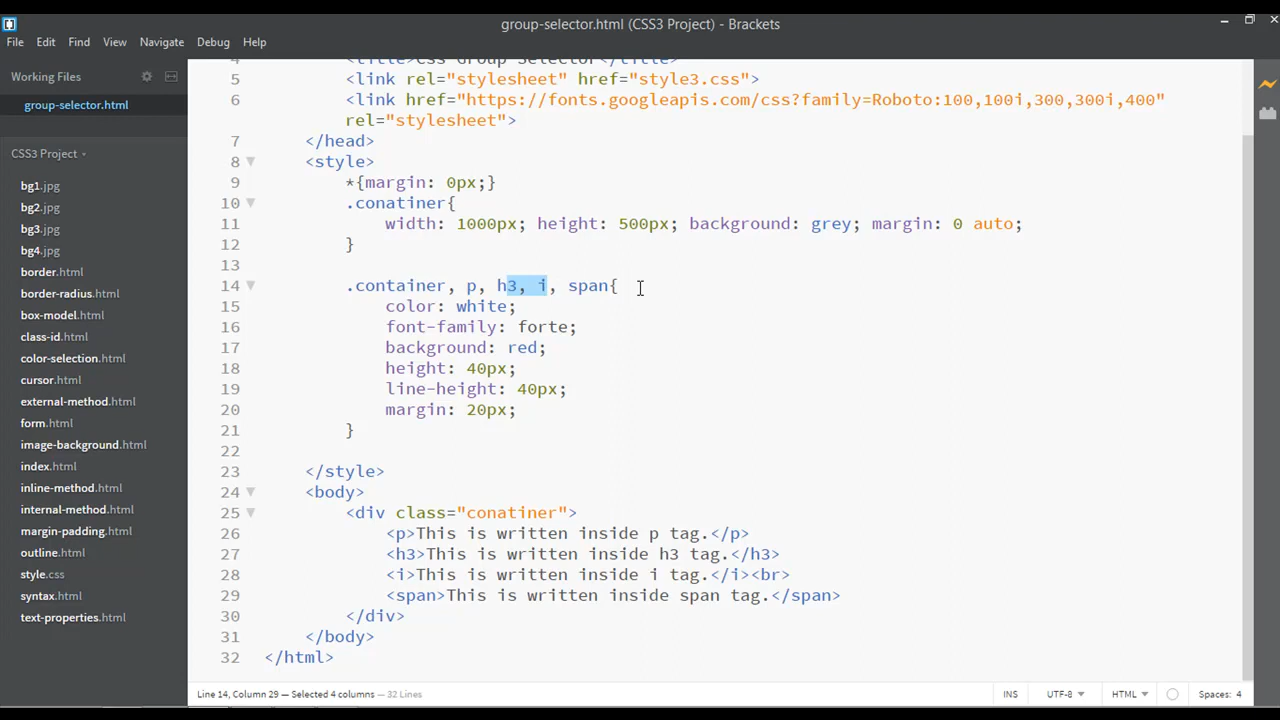 group-selector.html (CSS3 Project) - Brackets
File Edit Find View Navigate Debug Help
Working Files
group-selector.html
CSS3 Project
bg1.jpg
bg2.jpg
bg3.jpg
bg4.jpg
border.html
border-radius.html
box-model.html
class-id.html
color-selection.html
cursor.html
external-method.html
form.html
image-background.html
index.html
inline-method.html
internal-method.html
margin-padding.html
outline.html
style.css
syntax.html
text-properties.html
4 <title>Css Group Selector</title>
5 <link rel="stylesheet" href="style3.css">
6 <link href="https://fonts.googleapis.com/css?family=Roboto:100,100i,300,300i,400"
rel="stylesheet">
7 </head>
8 <style>
9 *{margin: 0px;}
10 .conatiner{
11 width: 1000px; height: 500px; background: grey; margin: 0 auto;
12 }
13
14 .container, p, h3, i, span{
15 color: white;
16 font-family: forte;
17 background: red;
18 height: 40px;
19 line-height: 40px;
20 margin: 20px;
21 }
22
23 </style>
24 <body>
25 <div class="conatiner">
26 <p>This is written inside p tag.</p>
27 <h3>This is written inside h3 tag.</h3>
28 <i>This is written inside i tag.</i><br>
29 <span>This is written inside span tag.</span>
30 </div>
31 </body>
32 </html>
Line 14, Column 29 — Selected 4 columns — 32 Lines
INS UTF-8 HTML Spaces: 4